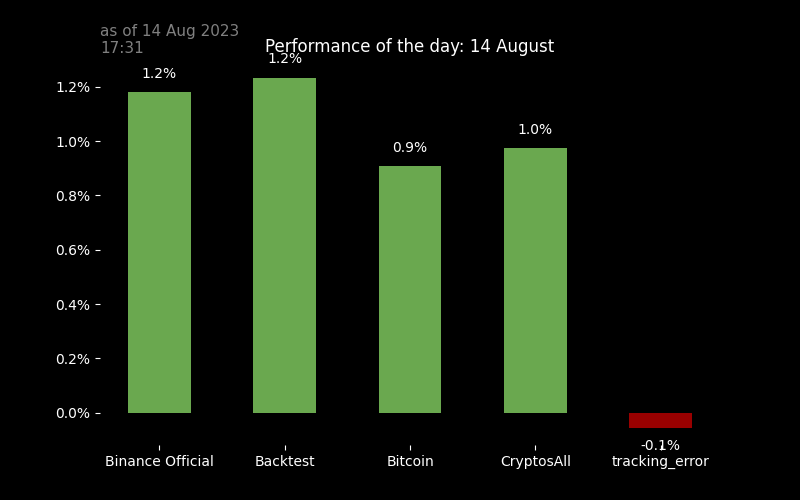 as of 14 Aug 2023
17:31
Performance of the day: 14 August
1.2%
1.2%
0.9%
1.0%
-0.1%
1.2%
1.0%
0.8%
0.6%
0.4%
0.2%
0.0%
Binance Official
Backtest
Bitcoin
CryptosAll
tracking_error